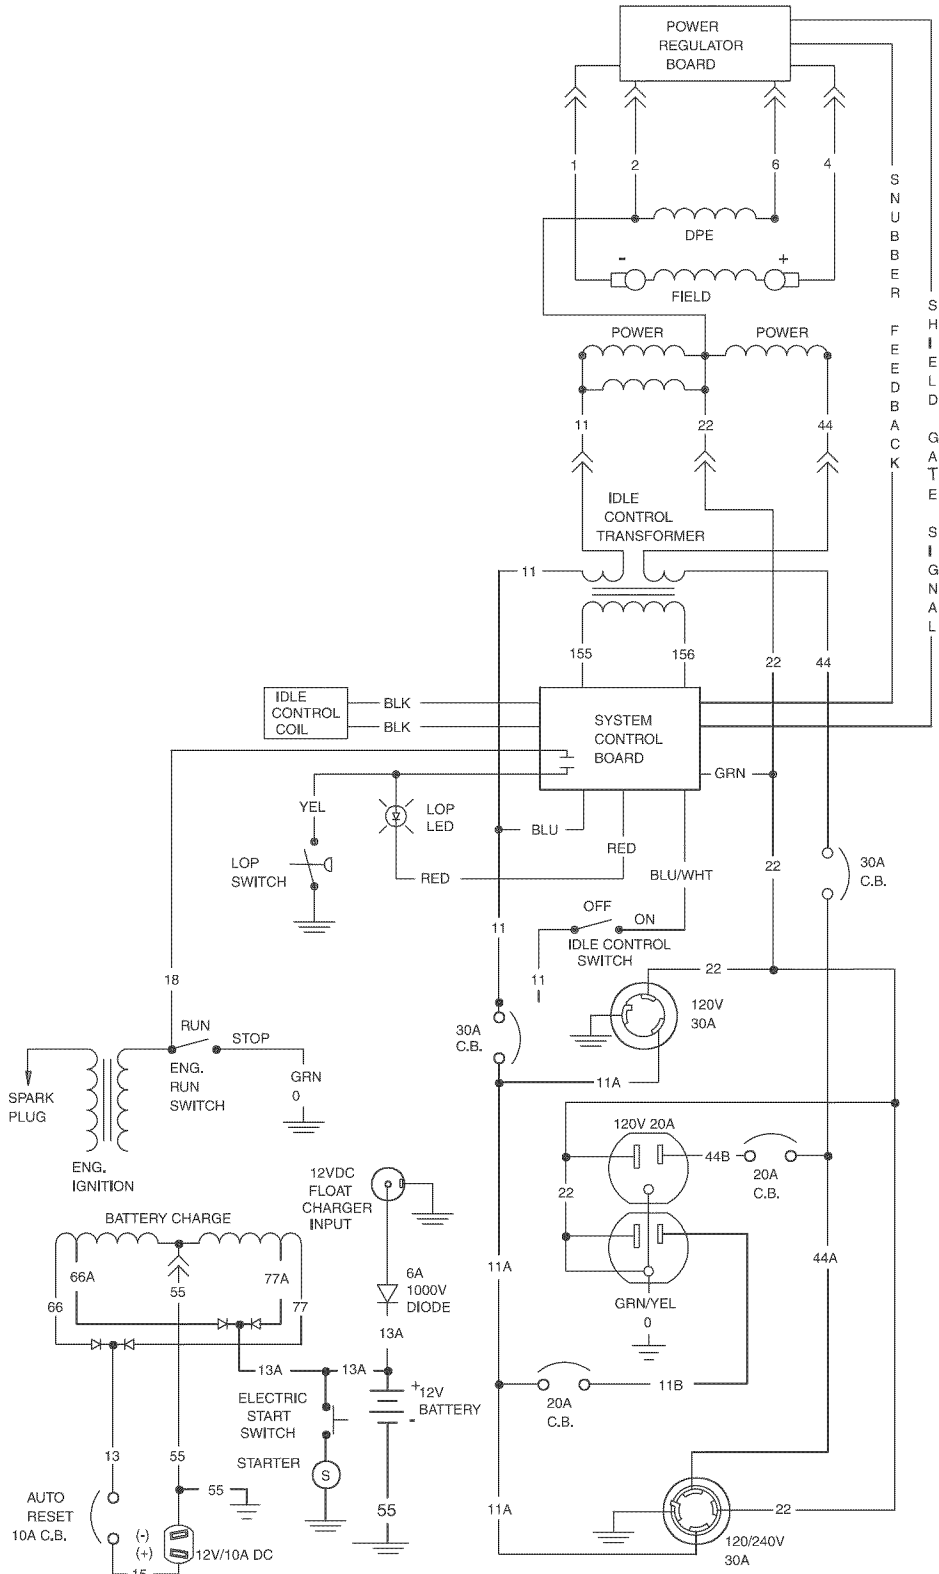 POWER
REGULATOR
BOARD
1
2
6
4
DPE
-
+
FIELD
SNUBBER FEEDBACK
SHIELD GATE SIGNAL
POWER
POWER
11
22
44
IDLE
CONTROL
TRANSFORMER
11
155
156
22
44
IDLE
CONTROL
COIL
BLK
BLK
SYSTEM
CONTROL
BOARD
GRN
YEL
LOP
LED
BLU
RED
BLU/WHT
RED
LOP
SWITCH
22
30A
C.B.
OFF
ON
IDLE CONTROL
SWITCH
11
11
22
18
120V
30A
RUN
STOP
30A
C.B.
11A
SPARK
PLUG
ENG.
RUN
SWITCH
GRN
0
ENG.
IGNITION
120V 20A
44B
20A
C.B.
22
12VDC
FLOAT
CHARGER
INPUT
BATTERY CHARGE
66A
55
77A
66
77
6A
1000V
DIODE
11A
44A
GRN/YEL
0
13A
13A
13A
+
12V
BATTERY
-
ELECTRIC
START
SWITCH
20A
C.B.
11B
STARTER
S
13
55
55
55
AUTO
RESET
10A C.B.
(-)
(+)
12V/10A DC
15
11A
22
120/240V
30A